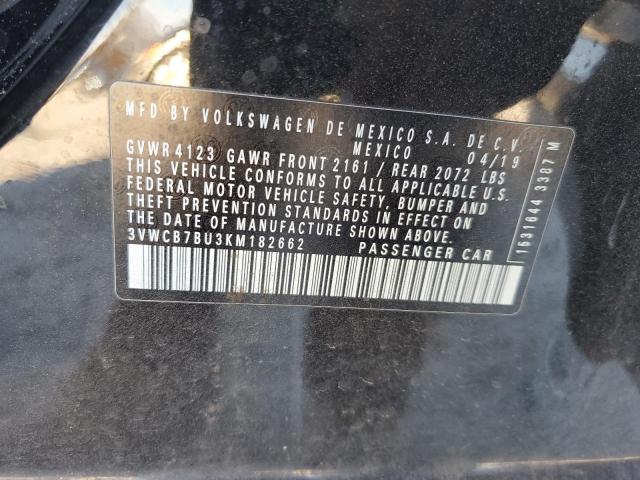 MFD BY VOLKSWAGEN DE MEXICO S.A. DE C.V.
MEXICO 04/19
GVWR 4123 GAWR FRONT 2161 / REAR 2072 LBS
THIS VEHICLE CONFORMS TO ALL APPLICABLE U.S.
FEDERAL MOTOR VEHICLE SAFETY, BUMPER AND
THEFT PREVENTION STANDARDS IN EFFECT ON
THE DATE OF MANUFACTURE SHOWN ABOVE.
3VWCB7BU3KM182662 PASSENGER CAR
1631644 3387 M